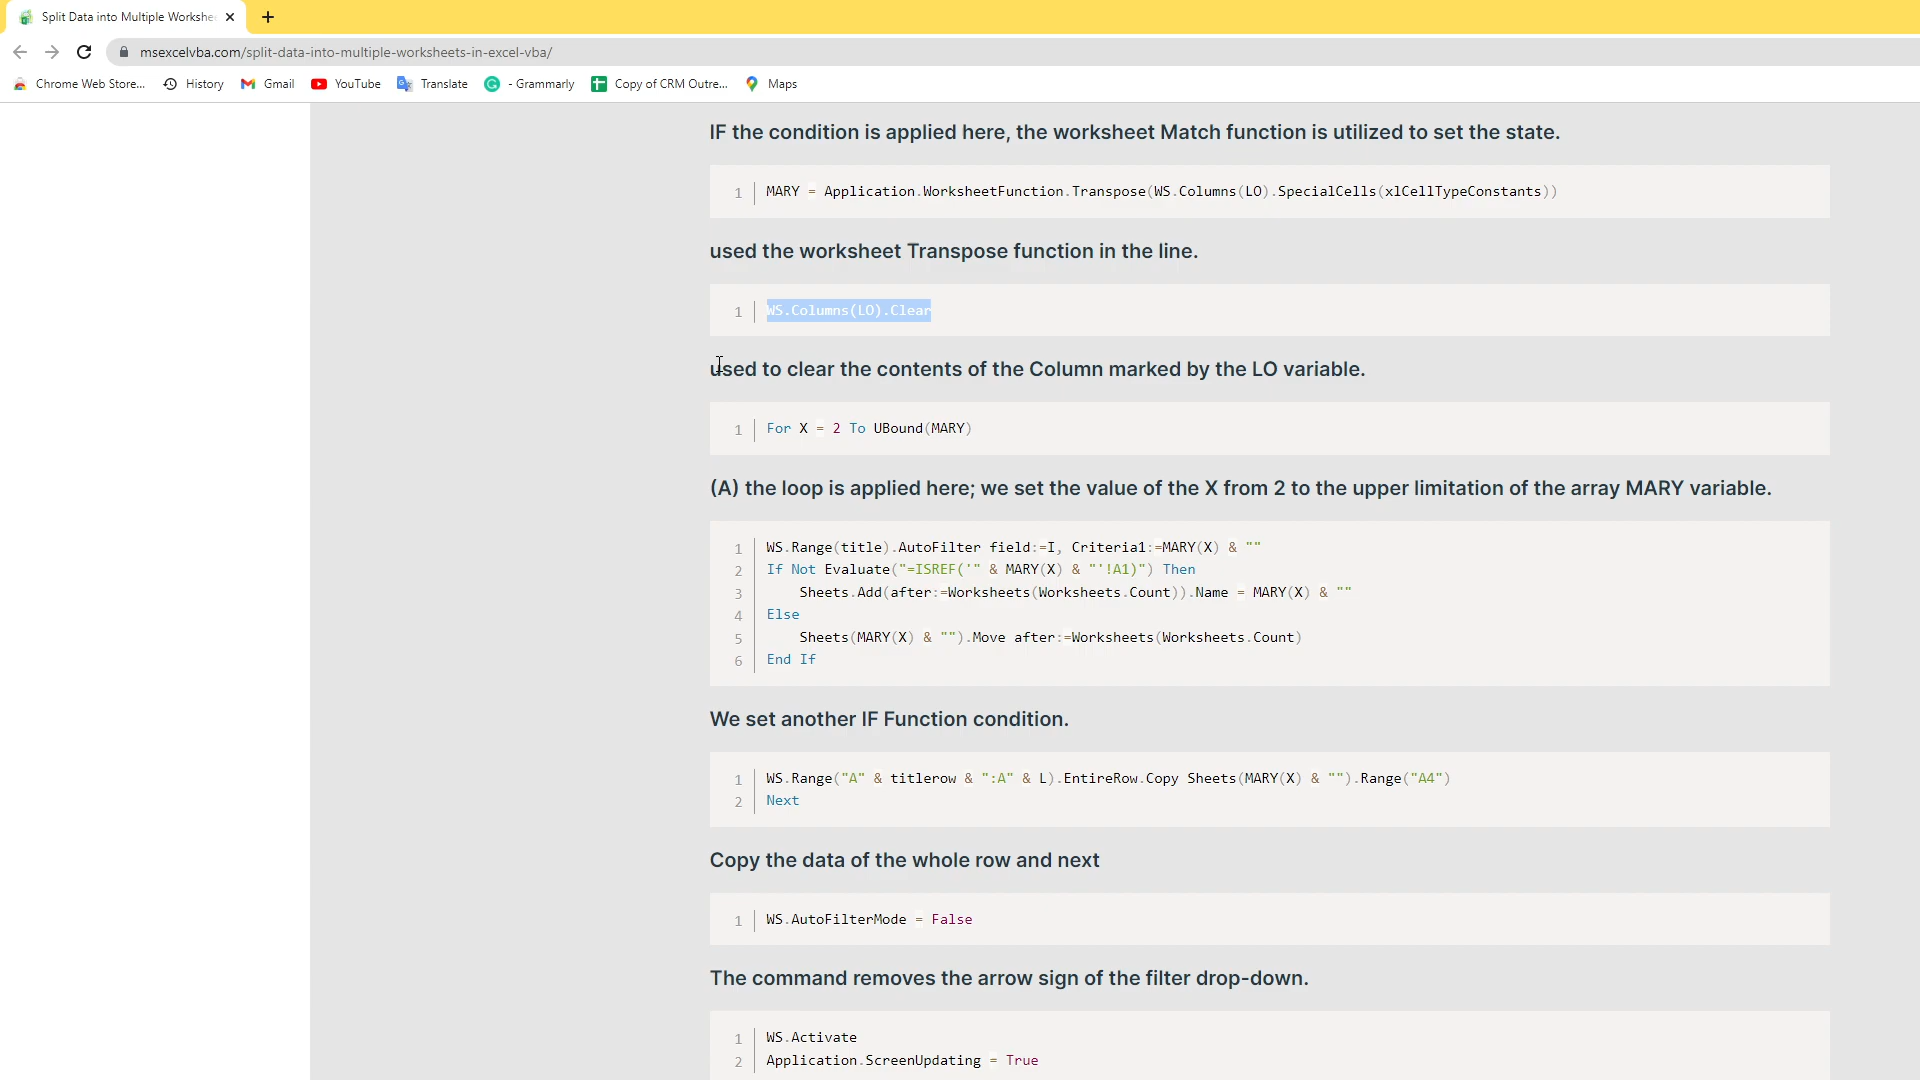 Split Data into Multiple Workshe
msexcelvba.com/split-data-into-multiple-worksheets-in-excel-vba/
Chrome Web Store... History Gmail YouTube Translate - Grammarly Copy of CRM Outre... Maps
IF the condition is applied here, the worksheet Match function is utilized to set the state.
1 MARY = Application.WorksheetFunction.Transpose(WS.Columns(LO).SpecialCells(xlCellTypeConstants))
used the worksheet Transpose function in the line.
1 WS.Columns(LO).Clear
used to clear the contents of the Column marked by the LO variable.
1 For X = 2 To UBound(MARY)
(A) the loop is applied here; we set the value of the X from 2 to the upper limitation of the array MARY variable.
1 WS.Range(title).AutoFilter field:=I, Criteria1:=MARY(X) & ""
2 If Not Evaluate("=ISREF('" & MARY(X) & "'!A1)") Then
3 Sheets.Add(after:=Worksheets(Worksheets.Count)).Name = MARY(X) & ""
4 Else
5 Sheets(MARY(X) & "").Move after:=Worksheets(Worksheets.Count)
6 End If
We set another IF Function condition.
1 WS.Range("A" & titlerow & ":A" & L).EntireRow.Copy Sheets(MARY(X) & "").Range("A4")
2 Next
Copy the data of the whole row and next
1 WS.AutoFilterMode = False
The command removes the arrow sign of the filter drop-down.
1 WS.Activate
2 Application.ScreenUpdating = True